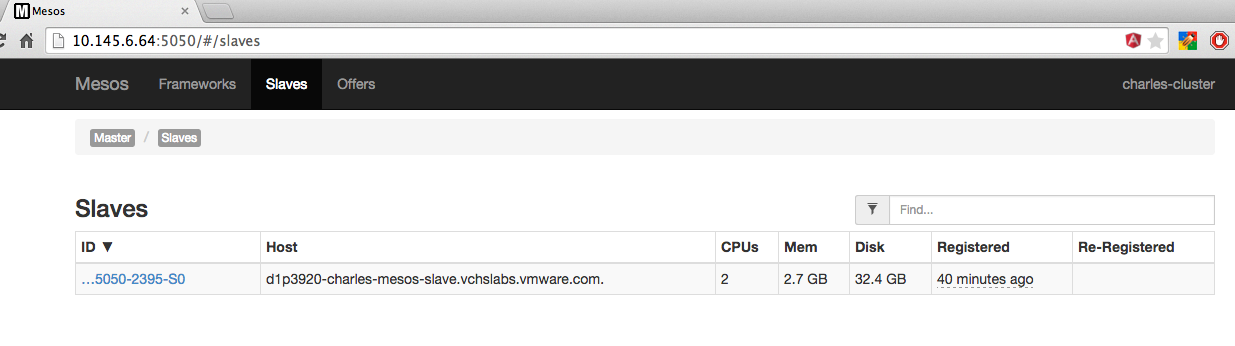 Mesos
10.145.6.64:5050/#/slaves
Mesos Frameworks Slaves Offers charles-cluster
Master / Slaves
Slaves Find...
ID ▼ Host CPUs Mem Disk Registered Re-Registered
…5050-2395-S0 d1p3920-charles-mesos-slave.vchslabs.vmware.com. 2 2.7 GB 32.4 GB 40 minutes ago